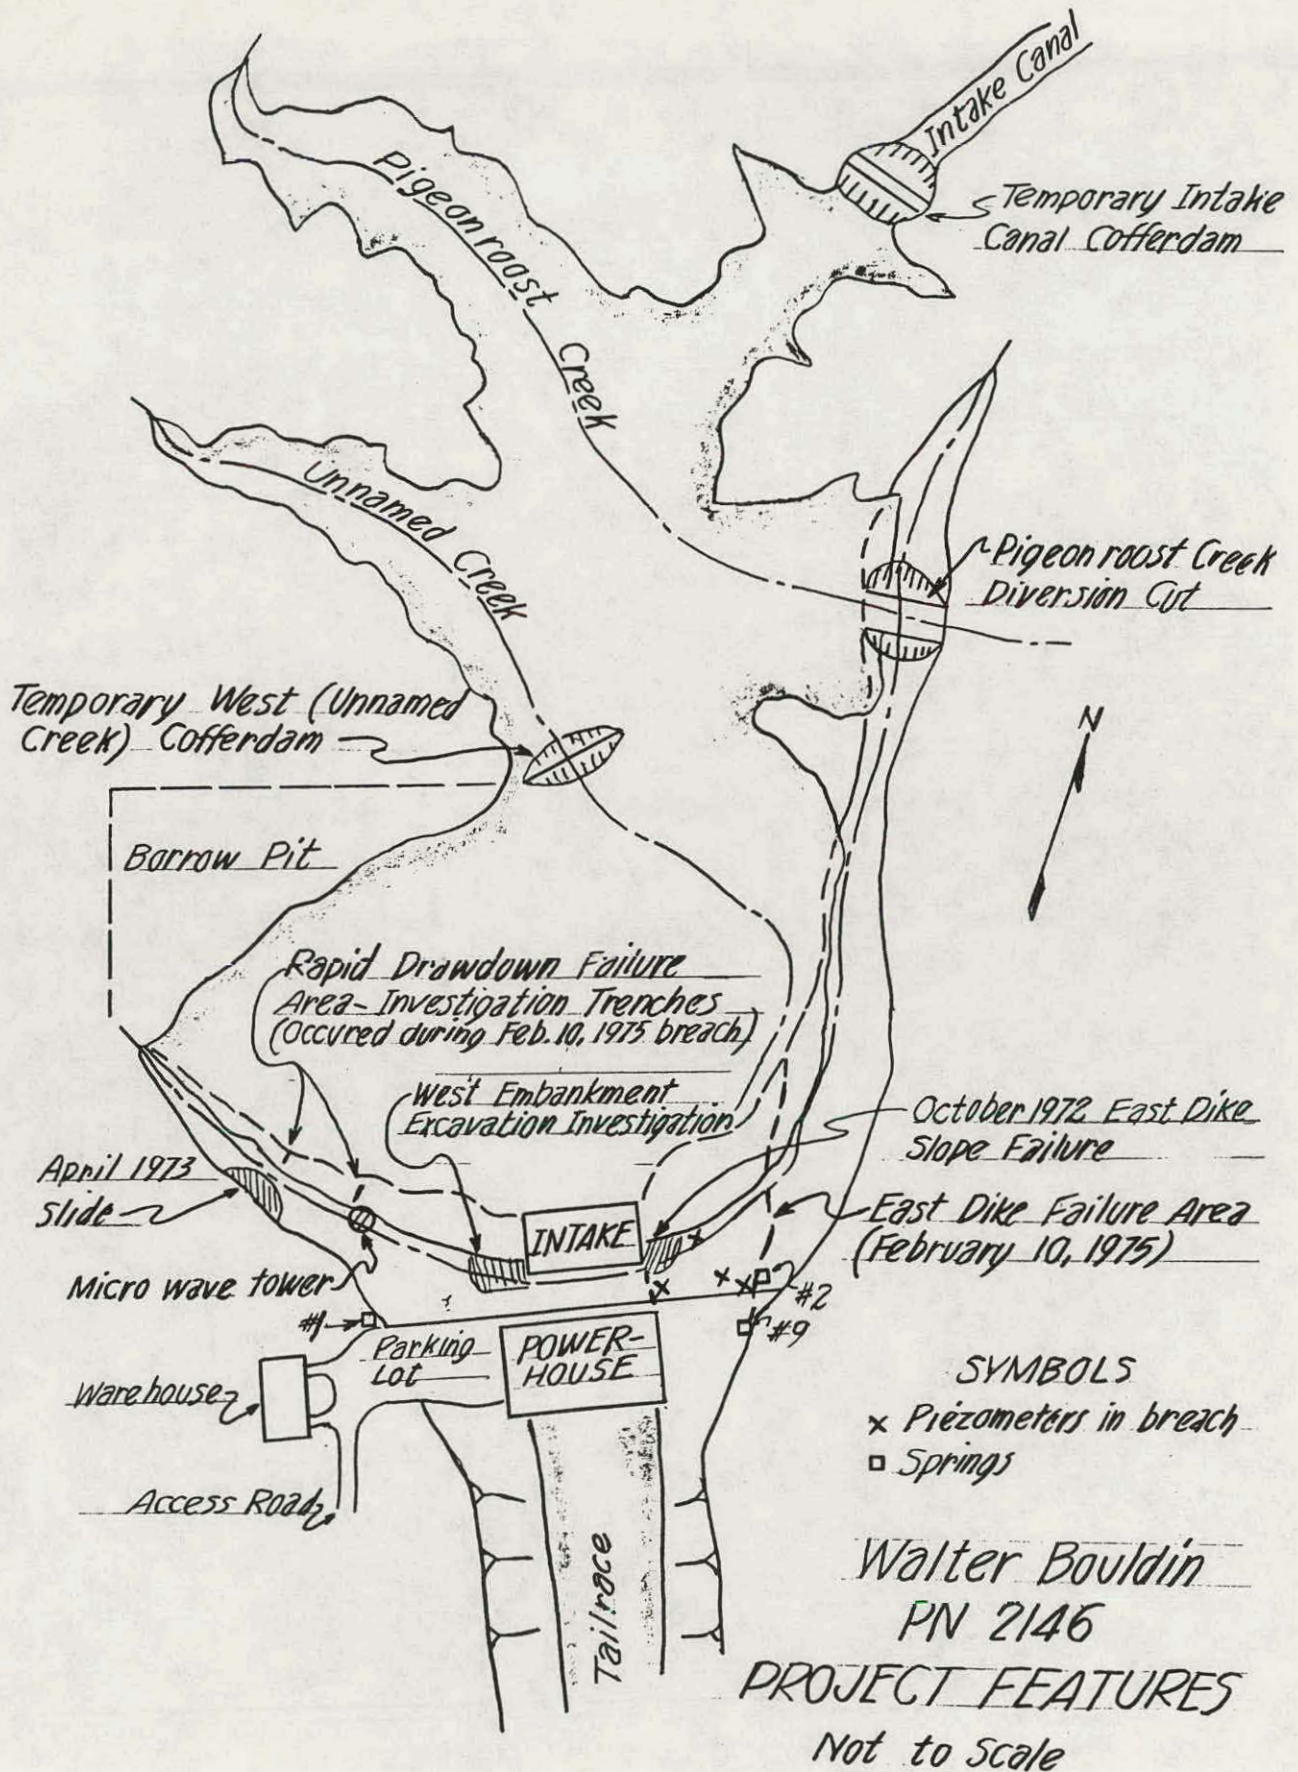 Intake Canal
Pigeonroost Creek
Temporary Intake
Canal Cofferdam
Unnamed Creek
Pigeonroost Creek
Diversion Cut
Temporary West (Unnamed
Creek) Cofferdam
N
Borrow Pit
Rapid Drawdown Failure
Area-Investigation Trenches
(Occured during Feb. 10, 1975 breach)
West Embankment
Excavation Investigation
October 1972 East Dike
Slope Failure
April 1973
Slide
INTAKE
East Dike Failure Area
(February 10, 1975)
Micro wave tower
#1
#2
#9
Parking
Lot
POWER-
HOUSE
Warehouse
SYMBOLS
x Piezometers in breach
□ Springs
Access Road
Tailrace
Walter Bouldin
PN 2146
PROJECT FEATURES
Not to Scale